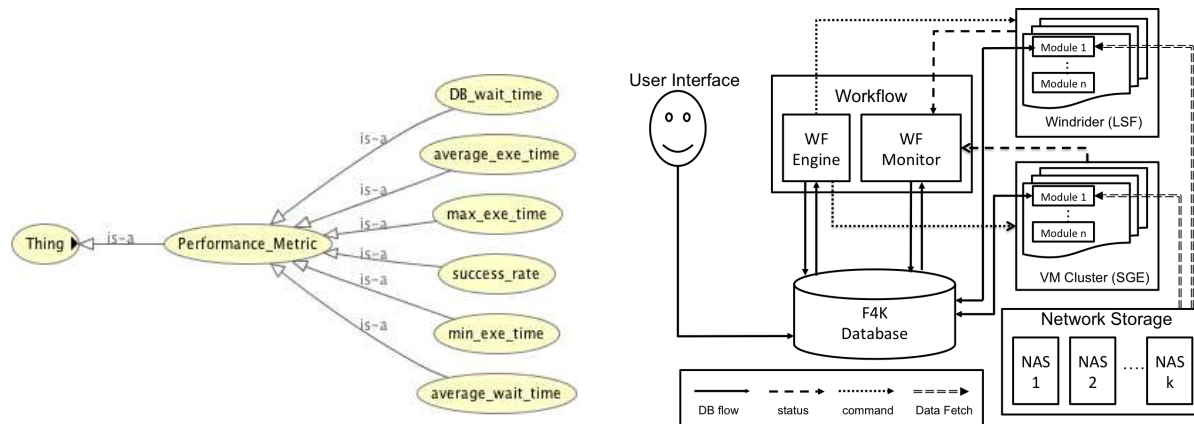 DB_wait_time
is-a
average_exe_time
is-a
max_exe_time
is-a
Thing
is-a
Performance_Metric
is-a
success_rate
is-a
min_exe_time
is-a
average_wait_time
User Interface
Workflow
WF
Engine
WF
Monitor
Module 1
⋮
Module n
Windrider (LSF)
Module 1
⋮
Module n
VM Cluster (SGE)
F4K
Database
Network Storage
NAS
1
NAS
2
....
NAS
k
DB flow
status
command
Data Fetch